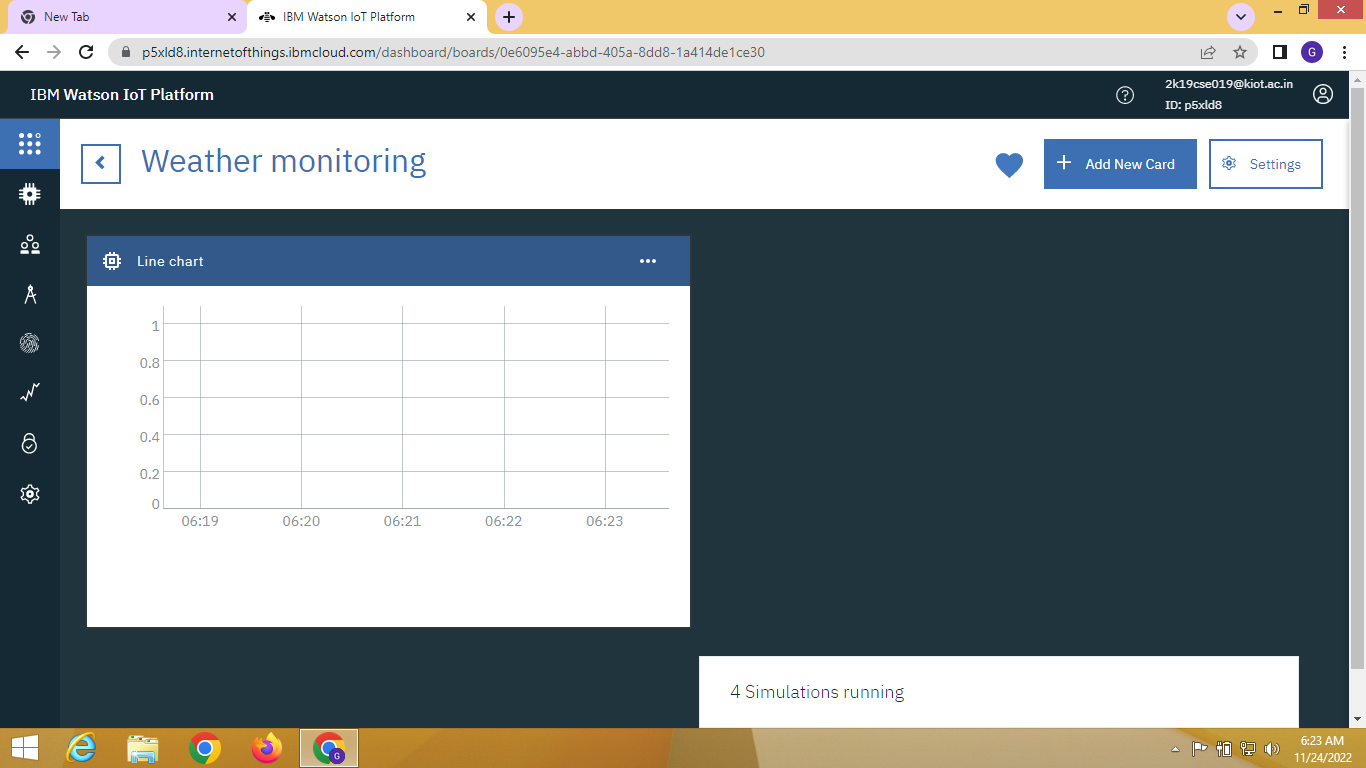 New Tab
IBM Watson IoT Platform
p5xld8.internetofthings.ibmcloud.com/dashboard/boards/0e6095e4-abbd-405a-8dd8-1a414de1ce30
G
IBM Watson IoT Platform
2k19cse019@kiot.ac.in
ID: p5xld8
Weather monitoring
Add New Card
Settings
Line chart
1
0.8
0.6
0.4
0.2
0
06:19 06:20 06:21 06:22 06:23
4 Simulations running
G
6:23 AM
11/24/2022